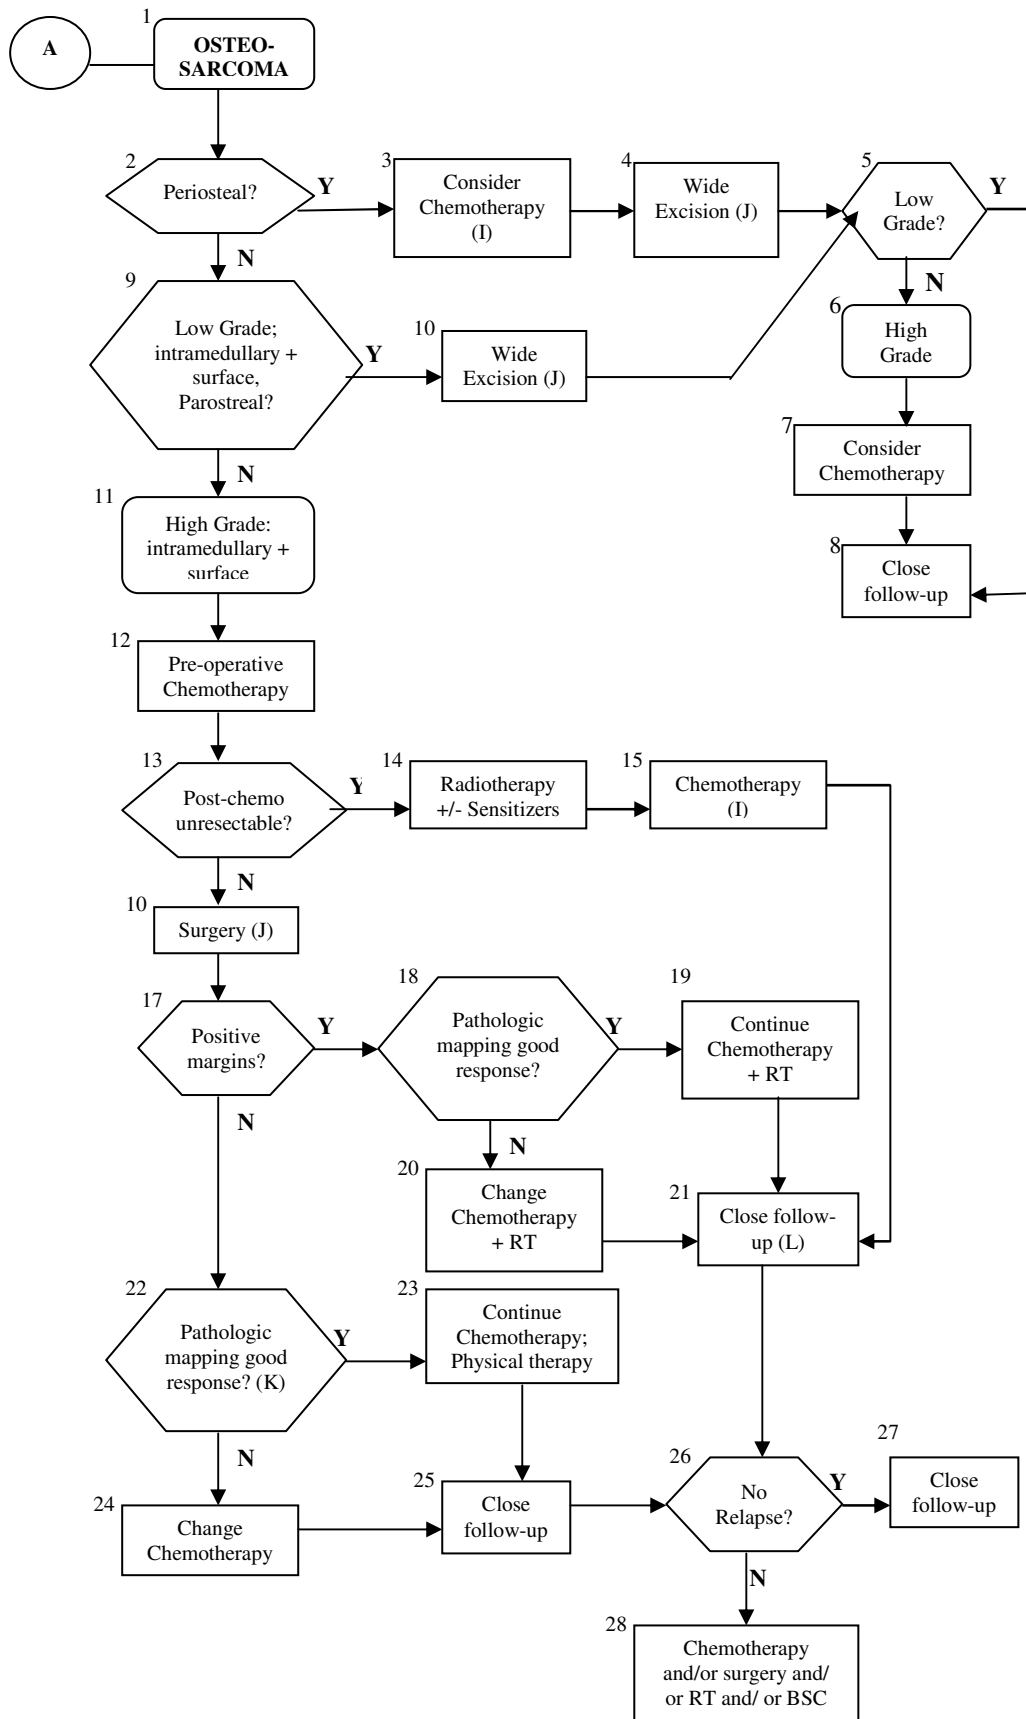 A
1
OSTEO-
SARCOMA
2
Periosteal?
Y
3
Consider
Chemotherapy
(I)
4
Wide
Excision (J)
5
Low
Grade?
Y
N
N
6
High
Grade
7
Consider
Chemotherapy
8
Close
follow-up
9
Low Grade;
intramedullary +
surface,
Parostreal?
Y
10
Wide
Excision (J)
N
11
High Grade:
intramedullary +
surface
12
Pre-operative
Chemotherapy
13
Post-chemo
unresectable?
Y
14
Radiotherapy
+/- Sensitizers
15
Chemotherapy
(I)
N
10
Surgery (J)
17
Positive
margins?
Y
18
Pathologic
mapping good
response?
Y
19
Continue
Chemotherapy
+ RT
N
N
20
Change
Chemotherapy
+ RT
21
Close follow-
up (L)
22
Pathologic
mapping good
response? (K)
Y
23
Continue
Chemotherapy;
Physical therapy
N
24
Change
Chemotherapy
25
Close
follow-up
26
No
Relapse?
Y
27
Close
follow-up
N
28
Chemotherapy
and/or surgery and/
or RT and/ or BSC